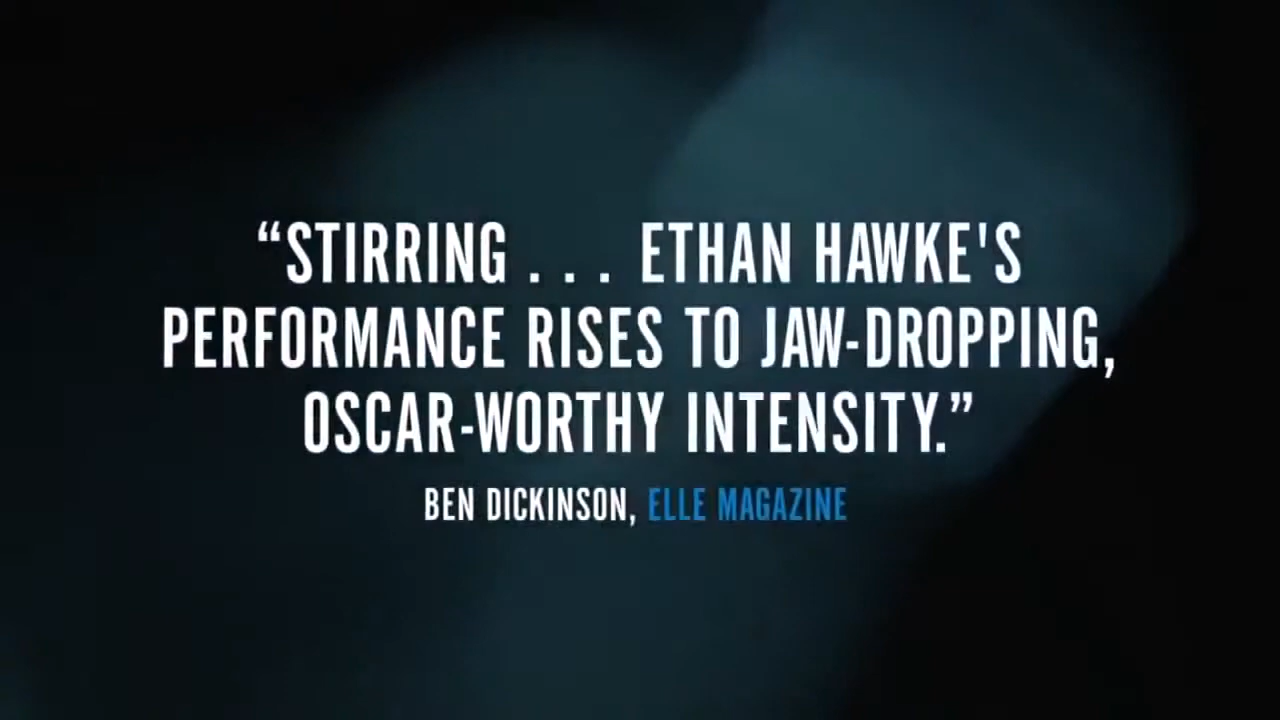 “STIRRING . . . ETHAN HAWKE'S
PERFORMANCE RISES TO JAW-DROPPING,
OSCAR-WORTHY INTENSITY.”
BEN DICKINSON, ELLE MAGAZINE